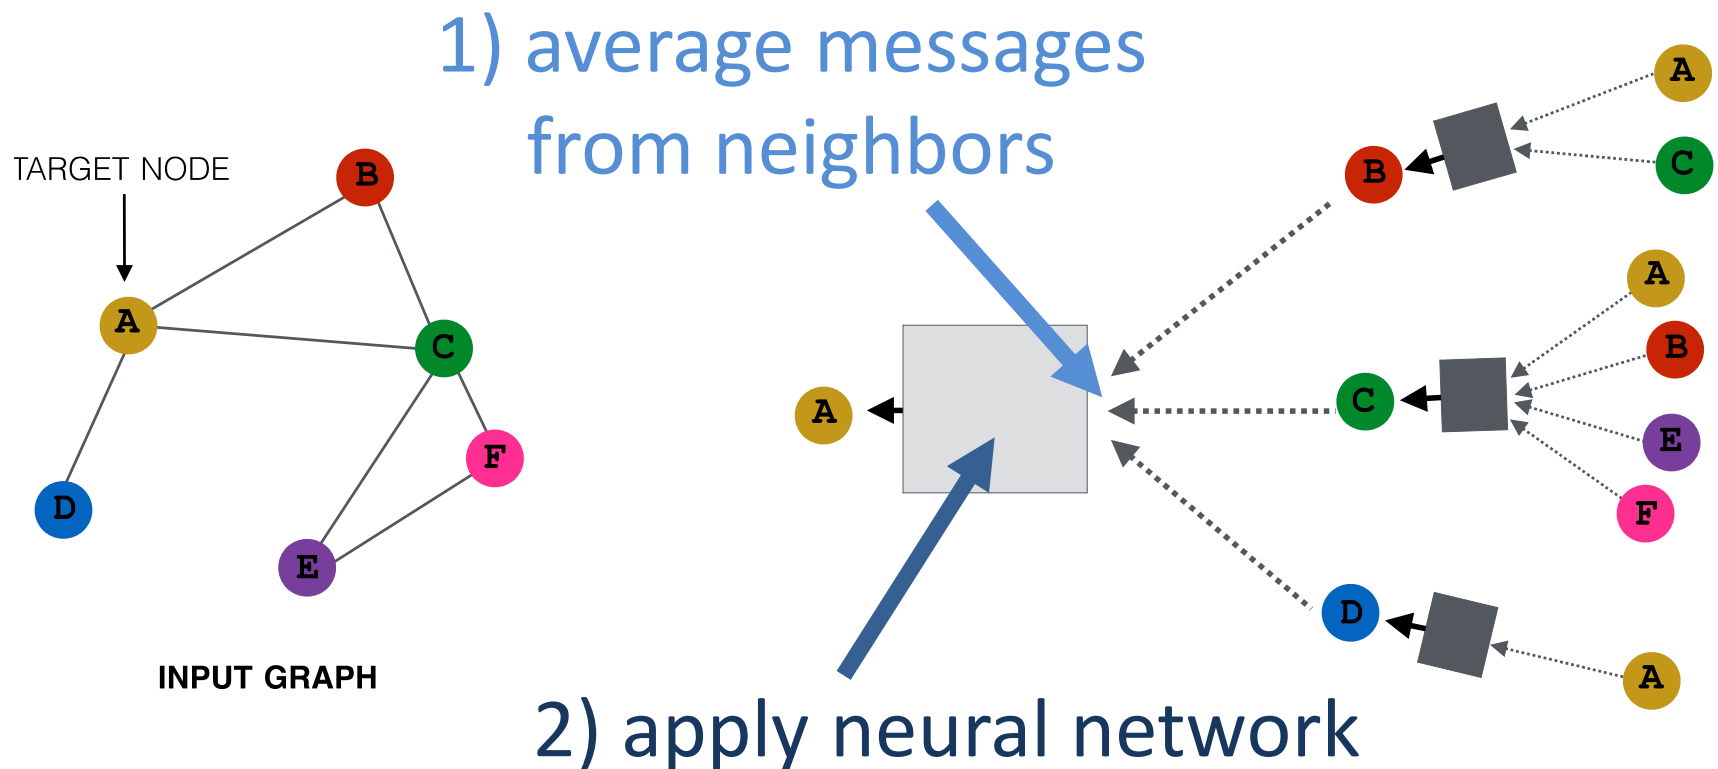 1) average messages
from neighbors
TARGET NODE
B
A
C
F
D
E
INPUT GRAPH
A
B
A
C
C
A
B
E
F
D
A
2) apply neural network